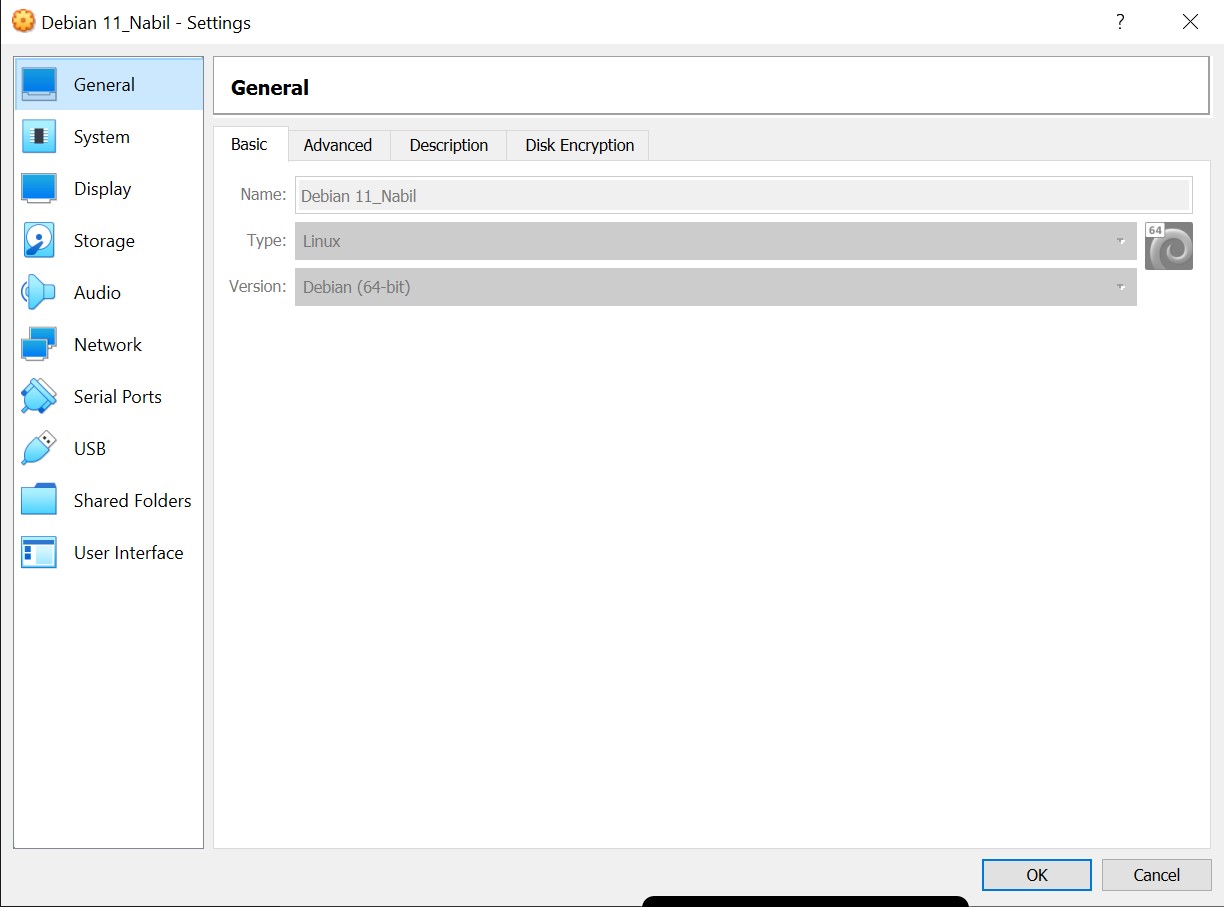 Debian 11_Nabil - Settings
?
General
System
Display
Storage
Audio
Network
Serial Ports
USB
Shared Folders
User Interface
General
Basic Advanced Description Disk Encryption
Name: Debian 11_Nabil
Type: Linux
64
Version: Debian (64-bit)
OK Cancel